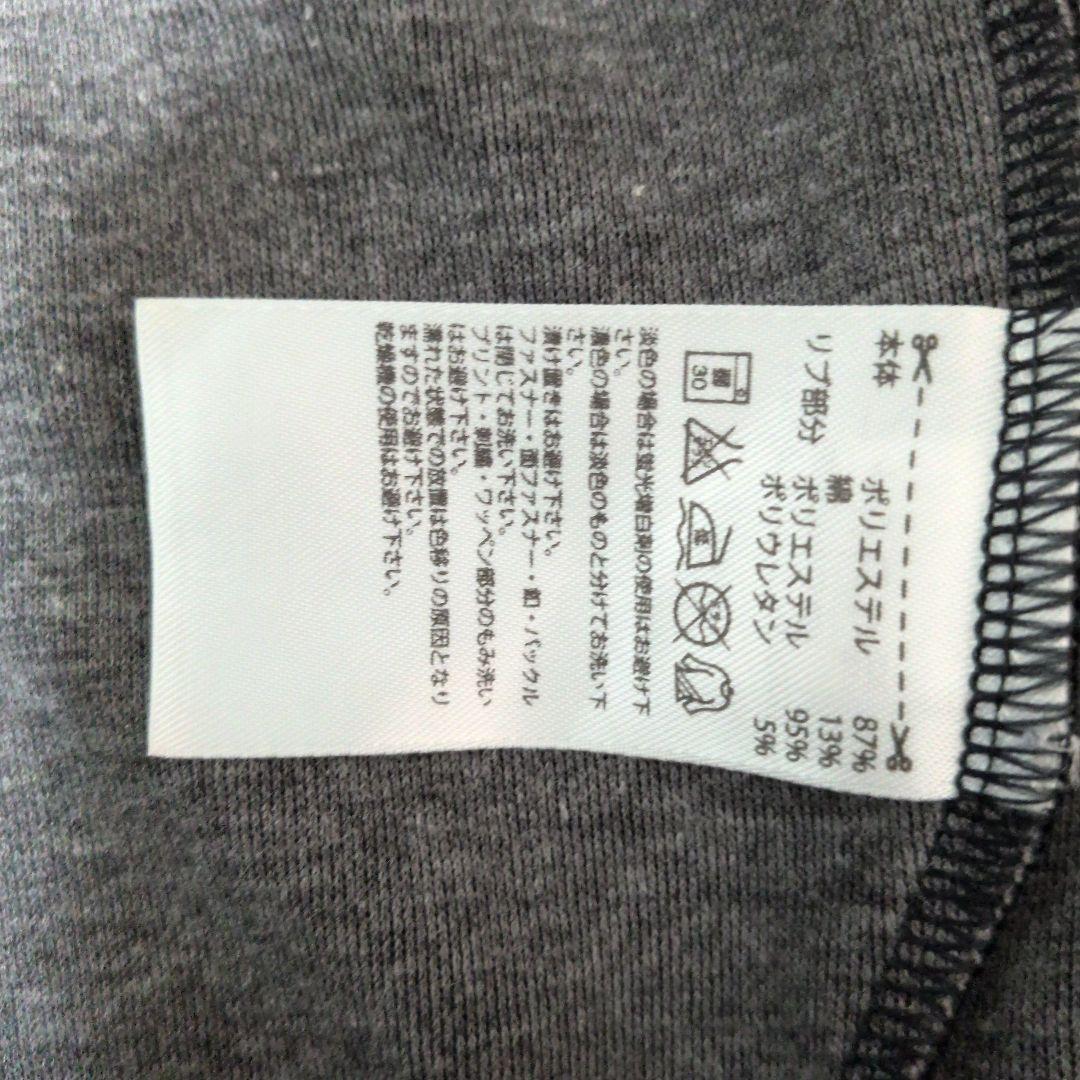 本体 ポリエステル 87%
綿 13%
リブ部分 ポリエステル 95%
ポリウレタン 5%
30
淡色の場合は蛍光増白剤の使用はお避け下
さい。
濃色の場合は淡色のものと分けてお洗い下
さい。
漬け置きはお避け下さい。
ファスナー・面ファスナー・釦・バックル
は閉じてお洗い下さい。
プリント・刺繍・ワッペン部分のもみ洗い
はお避け下さい。
濡れた状態での放置は色移りの原因となり
ますのでお避け下さい。
乾燥機の使用はお避け下さい。